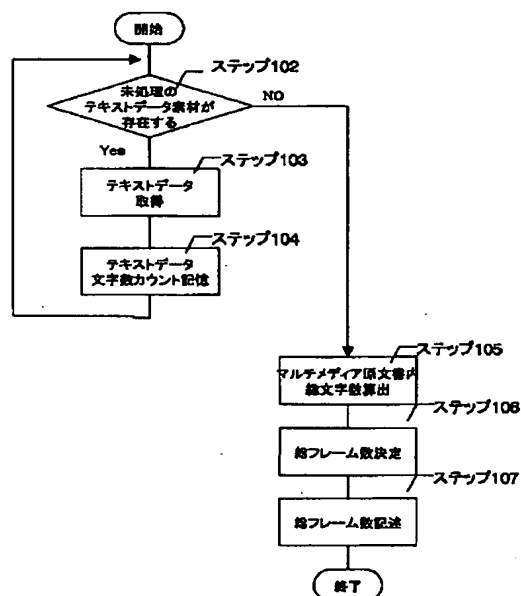 開始
ステップ102
未処理の
テキストデータ素材が
存在する
NO
Yes
ステップ103
テキストデータ
取得
ステップ104
テキストデータ
文字数カウント記憶
ステップ105
マルチメディア原文書内
総文字数算出
ステップ106
総フレーム数決定
ステップ107
総フレーム数記述
終了